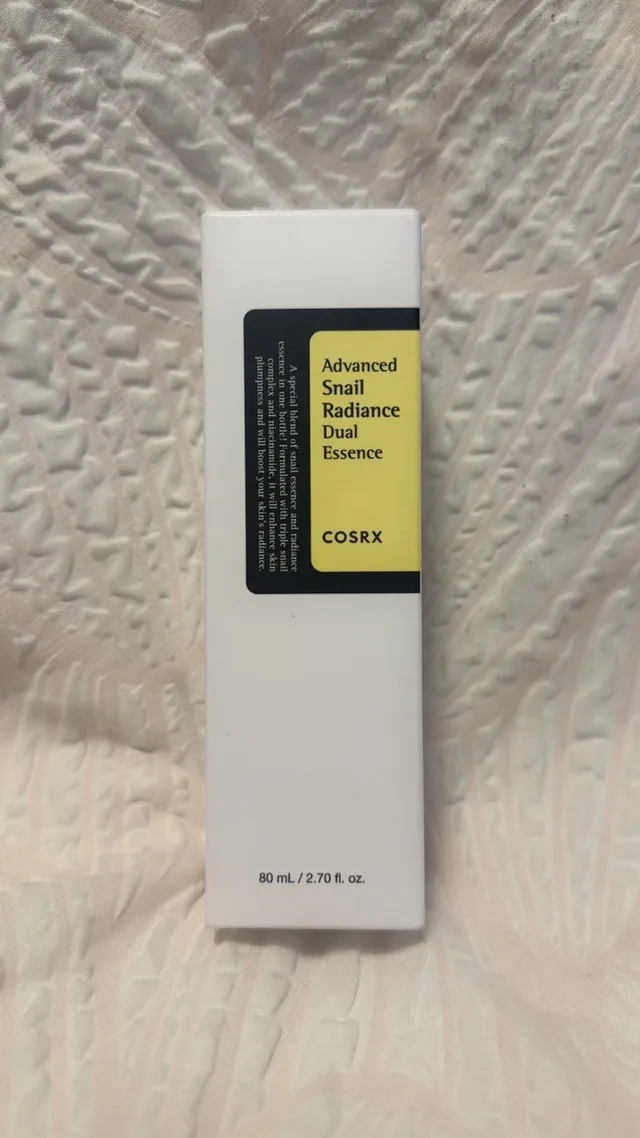 Advanced
Snail
Radiance
Dual
Essence
COSRX
A special blend of snail essence and radiance
essence in one bottle! Formulated with triple snail
complex and niacinamide, it will enhance skin
plumpness and will boost your skin's radiance.
80 mL / 2.70 fl. oz.